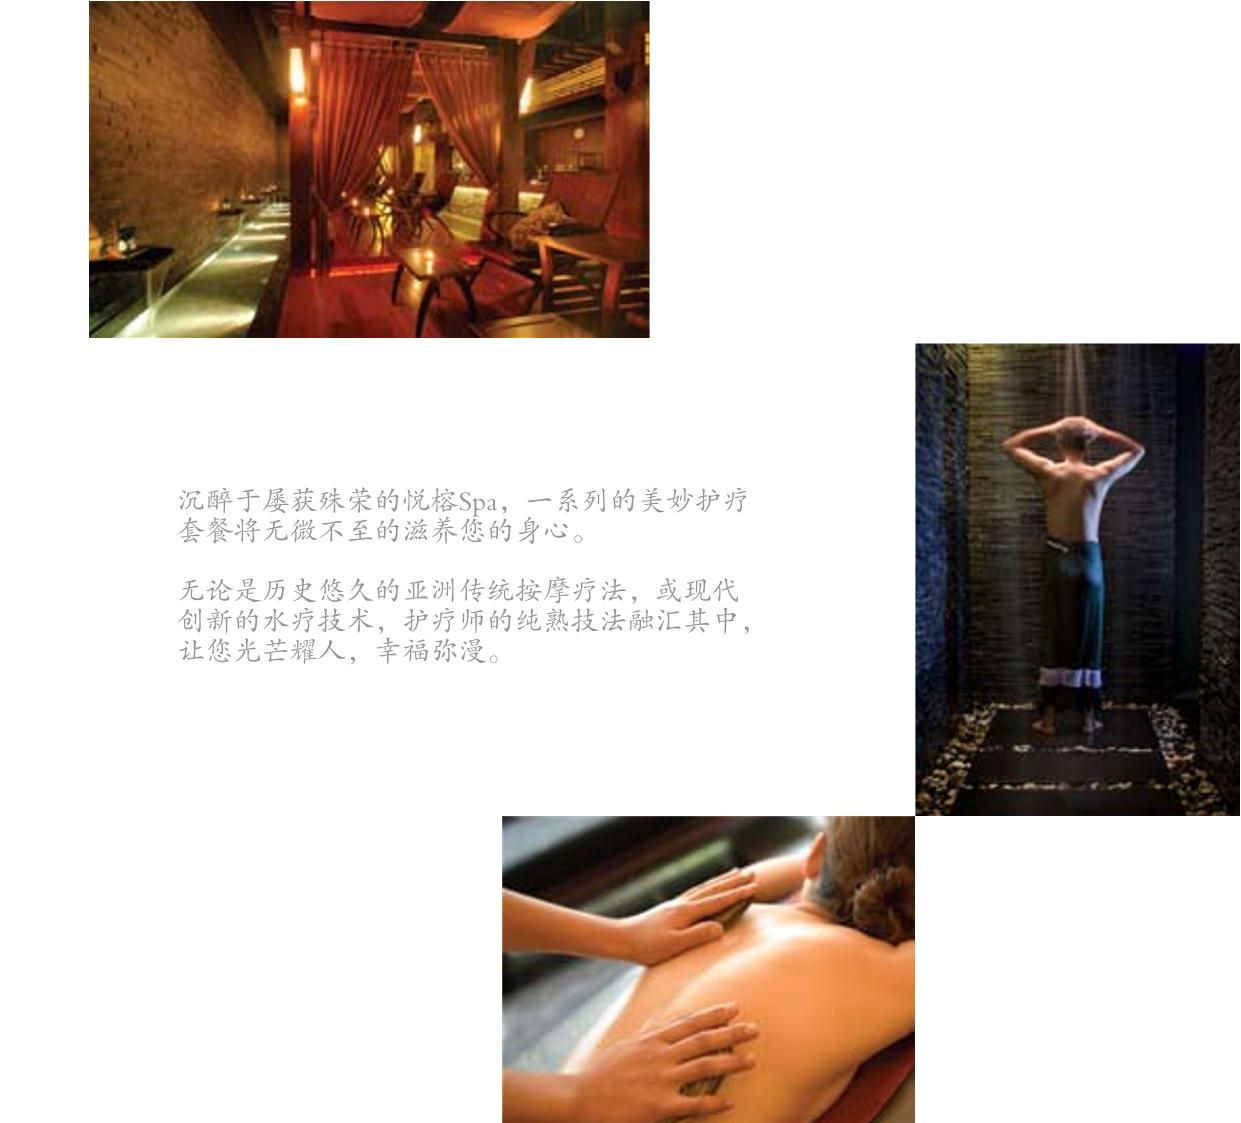 沉醉于屡获殊荣的悦榕Spa，一系列的美妙护疗
套餐将无微不至的滋养您的身心。
无论是历史悠久的亚洲传统按摩疗法，或现代
创新的水疗技术，护疗师的纯熟技法融汇其中，
让您光芒耀人，幸福弥漫。